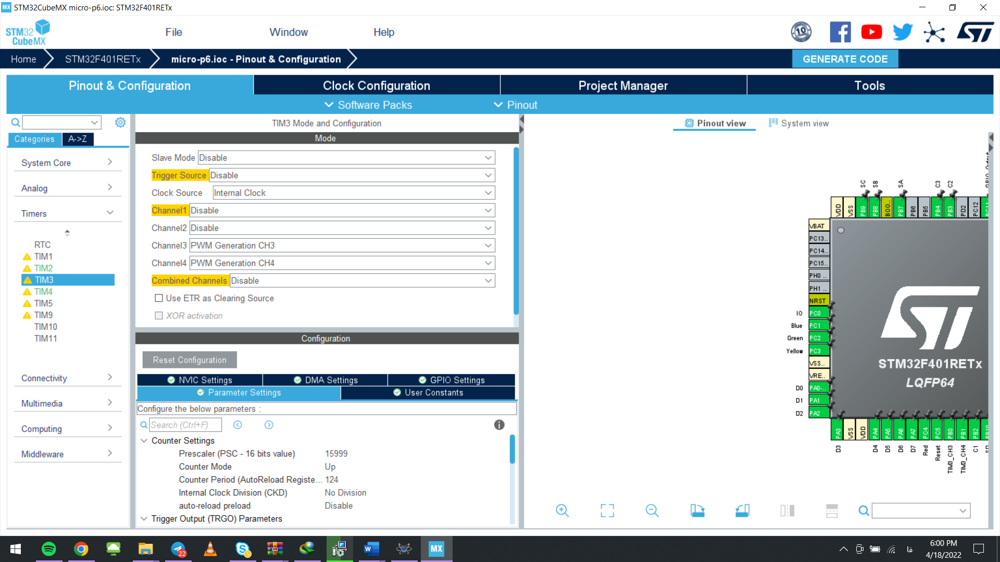 MX STM32CubeMX micro-p6.ioc: STM32F401RETx
STM32 CubeMX
File Window Help
10
Home STM32F401RETx micro-p6.ioc - Pinout & Configuration GENERATE CODE
Pinout & Configuration Clock Configuration Project Manager Tools
Software Packs Pinout
Categories A->Z
System Core
Analog
Timers
RTC
TIM1
TIM2
TIM3
TIM4
TIM5
TIM9
TIM10
TIM11
Connectivity
Multimedia
Computing
Middleware
TIM3 Mode and Configuration
Mode
Slave Mode Disable
Trigger Source Disable
Clock Source Internal Clock
Channel1 Disable
Channel2 Disable
Channel3 PWM Generation CH3
Channel4 PWM Generation CH4
Combined Channels Disable
Use ETR as Clearing Source
XOR activation
Configuration
Reset Configuration
NVIC Settings DMA Settings GPIO Settings
Parameter Settings User Constants
Configure the below parameters :
Search (Ctrl+F)
Counter Settings
Prescaler (PSC - 16 bits value) 15999
Counter Mode Up
Counter Period (AutoReload Registe... 124
Internal Clock Division (CKD) No Division
auto-reload preload Disable
Trigger Output (TRGO) Parameters
Pinout view System view
SC SB SA C3 C2
VDD VSS PB9 PB8 BOO.. PB7 PB6 PB5 PB4 PB3 PD2 PC12
VBAT
PC13..
PC14..
PC15..
PH0 ..
PH1 ..
NRST
IO PC0
Blue PC1
Green PC2
Yellow PC3
VSS..
VRE..
D0 PA0-..
D1 PA1
D2 PA2
STM32F401RETx
LQFP64
PA3 VSS VDD PA4 PA5 PA6 PA7 PC4 PC5 PB0 PB1 PB2
D3 D4 D5 D6 D7 Red Reset TIM3_CH3 TIM3_CH4 C1
22
MX
فا
6:00 PM
4/18/2022